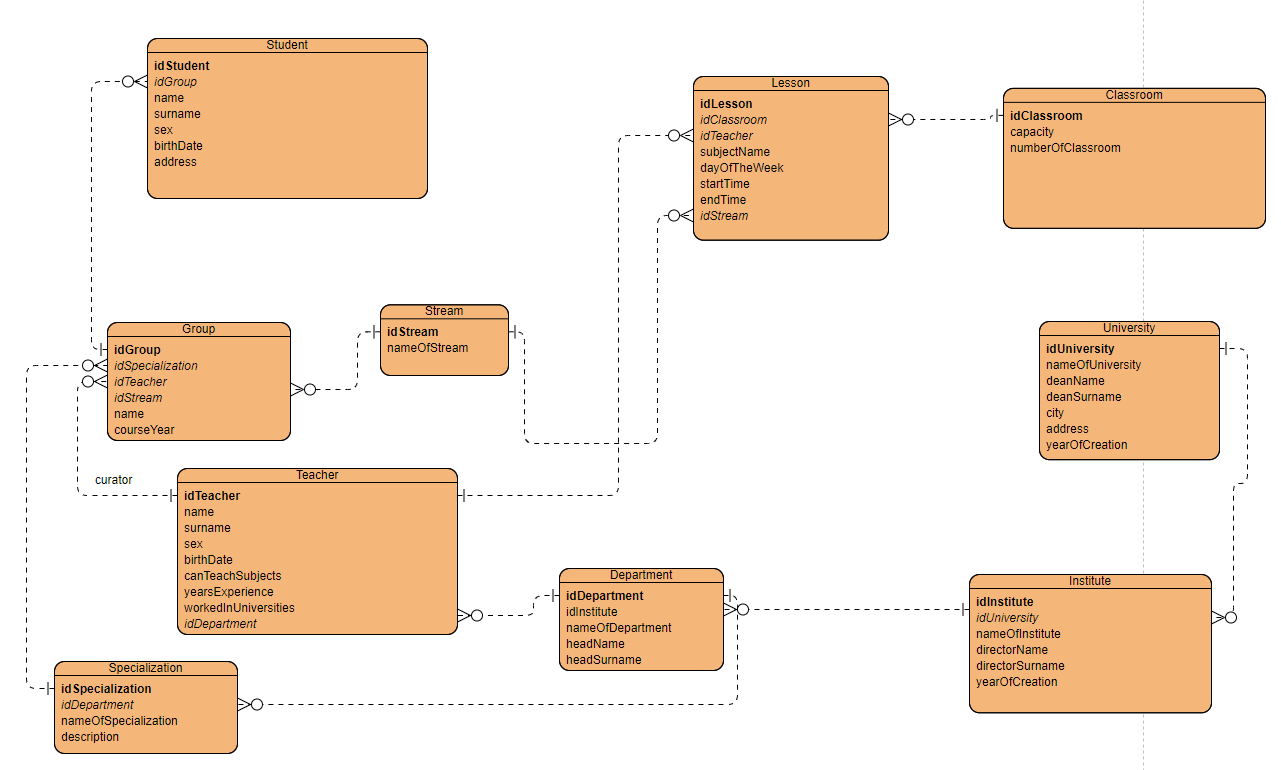 Student
idStudent
idGroup
name
surname
sex
birthDate
address
Lesson
idLesson
idClassroom
idTeacher
subjectName
dayOfTheWeek
startTime
endTime
idStream
Classroom
idClassroom
capacity
numberOfClassroom
Group
idGroup
idSpecialization
idTeacher
idStream
name
courseYear
Stream
idStream
nameOfStream
University
idUniversity
nameOfUniversity
deanName
deanSurname
city
address
yearOfCreation
curator
Teacher
idTeacher
name
surname
sex
birthDate
canTeachSubjects
yearsExperience
workedInUniversities
idDepartment
Department
idDepartment
idInstitute
nameOfDepartment
headName
headSurname
Institute
idInstitute
idUniversity
nameOfInstitute
directorName
directorSurname
yearOfCreation
Specialization
idSpecialization
idDepartment
nameOfSpecialization
description